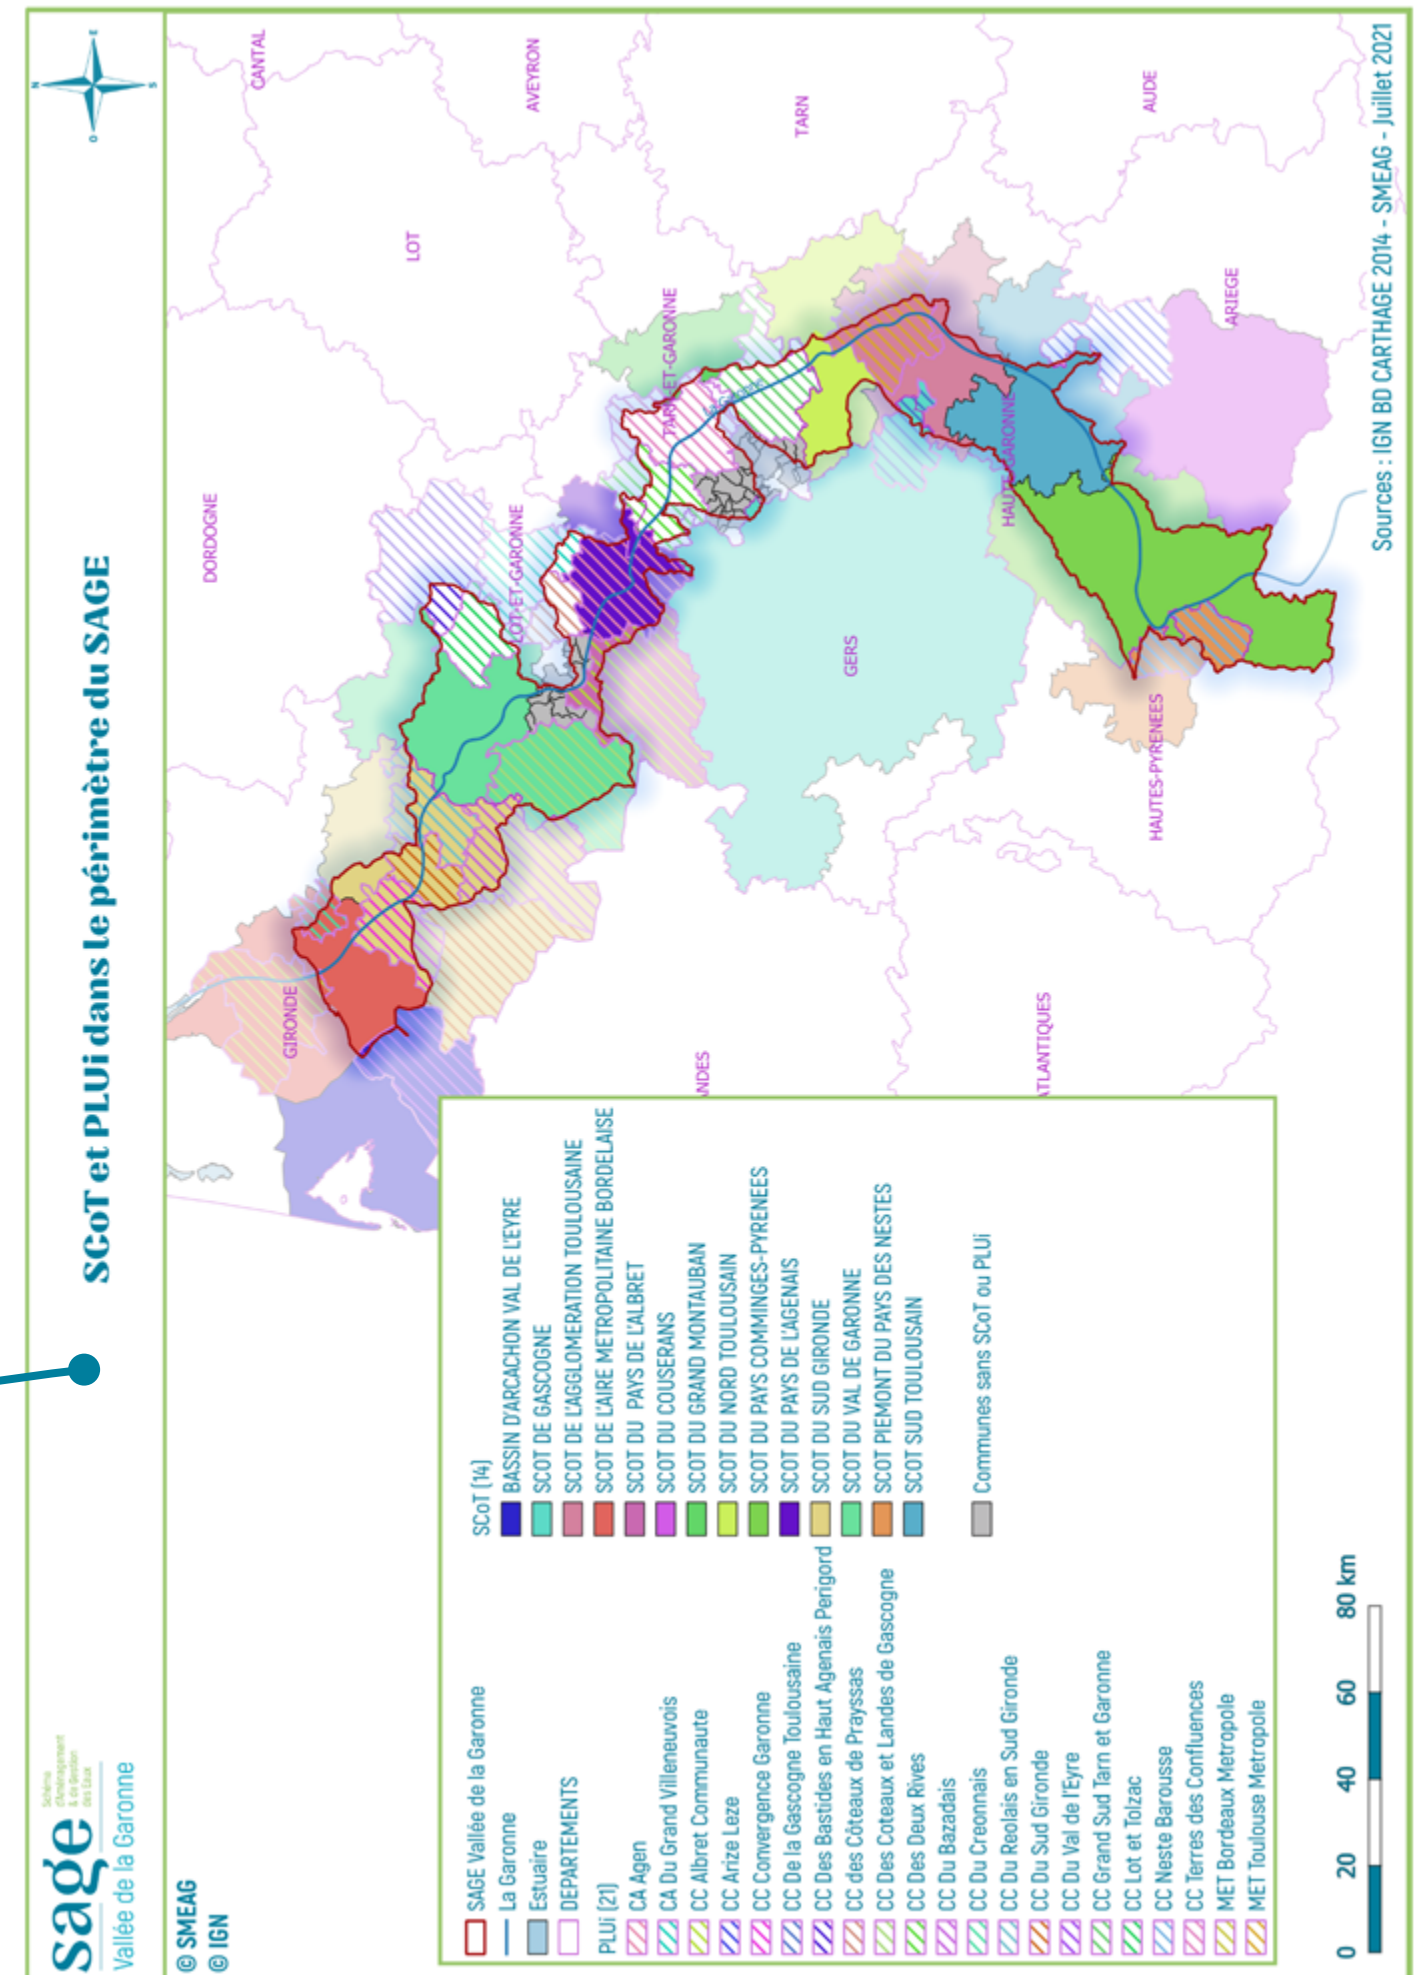 sage
Schéma
d'Aménagement
& de Gestion
des Eaux
Vallée de la Garonne
SCoT et PLUi dans le périmètre du SAGE
N
O
E
S
© SMEAG
© IGN
CANTAL
AVEYRON
TARN
AUDE
LOT
DORDOGNE
TARN-ET-GARONNE
LOT-ET-GARONNE
La Garonne
ARIEGE
HAUTE-GARONNE
GERS
HAUTES-PYRENEES
GIRONDE
ANDES
ATLANTIQUES
SAGE Vallée de la Garonne
La Garonne
Estuaire
DEPARTEMENTS
PLUi (21)
CA Agen
CA Du Grand Villeneuvois
CC Albret Communaute
CC Arize Leze
CC Convergence Garonne
CC De la Gascogne Toulousaine
CC Des Bastides en Haut Agenais Perigord
CC des Côteaux de Prayssas
CC Des Coteaux et Landes de Gascogne
CC Des Deux Rives
CC Du Bazadais
CC Du Creonnais
CC Du Reolais en Sud Gironde
CC Du Sud Gironde
CC Du Val de l'Eyre
CC Grand Sud Tarn et Garonne
CC Lot et Tolzac
CC Neste Barousse
CC Terres des Confluences
MET Bordeaux Metropole
MET Toulouse Metropole
SCoT (14)
BASSIN D'ARCACHON VAL DE L'EYRE
SCOT DE GASCOGNE
SCOT DE L'AGGLOMERATION TOULOUSAINE
SCOT DE L'AIRE METROPOLITAINE BORDELAISE
SCOT DU PAYS DE L'ALBRET
SCOT DU COUSERANS
SCOT DU GRAND MONTAUBAN
SCOT DU NORD TOULOUSAIN
SCOT DU PAYS COMMINGES-PYRENEES
SCOT DU PAYS DE L'AGENAIS
SCOT DU SUD GIRONDE
SCOT DU VAL DE GARONNE
SCOT PIEMONT DU PAYS DES NESTES
SCOT SUD TOULOUSAIN
Communes sans SCoT ou PLUi
0 20 40 60 80 km
Sources : IGN BD CARTHAGE 2014 - SMEAG - Juillet 2021